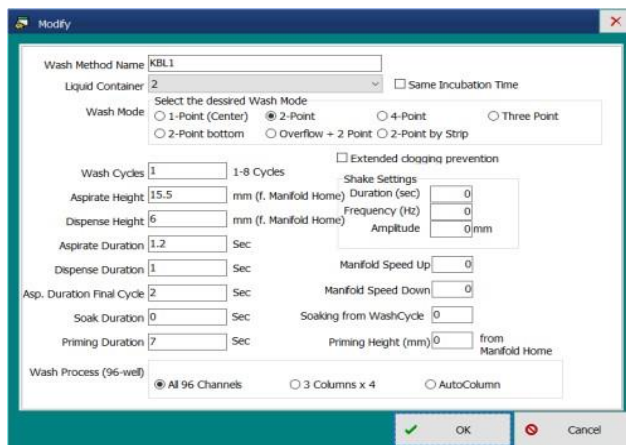 Modify
Wash Method Name KBL1
Liquid Container 2 Same Incubation Time
Select the dessired Wash Mode
Wash Mode 1-Point (Center) 2-Point 4-Point Three Point
2-Point bottom Overflow + 2 Point 2-Point by Strip
Extended clogging prevention
Wash Cycles 1 1-8 Cycles
Shake Settings
Aspirate Height 15.5 mm (f. Manifold Home) Duration (sec) 0
Dispense Height 6 mm (f. Manifold Home) Frequency (Hz) 0
Amplitude 0 mm
Aspirate Duration 1.2 Sec
Dispense Duration 1 Sec Manifold Speed Up 0
Asp. Duration Final Cycle 2 Sec Manifold Speed Down 0
Soak Duration 0 Sec Soaking from WashCycle 0
Priming Duration 7 Sec Priming Height (mm) 0 from
Manifold Home
Wash Process (96-well)
All 96 Channels 3 Columns x 4 AutoColumn
OK Cancel